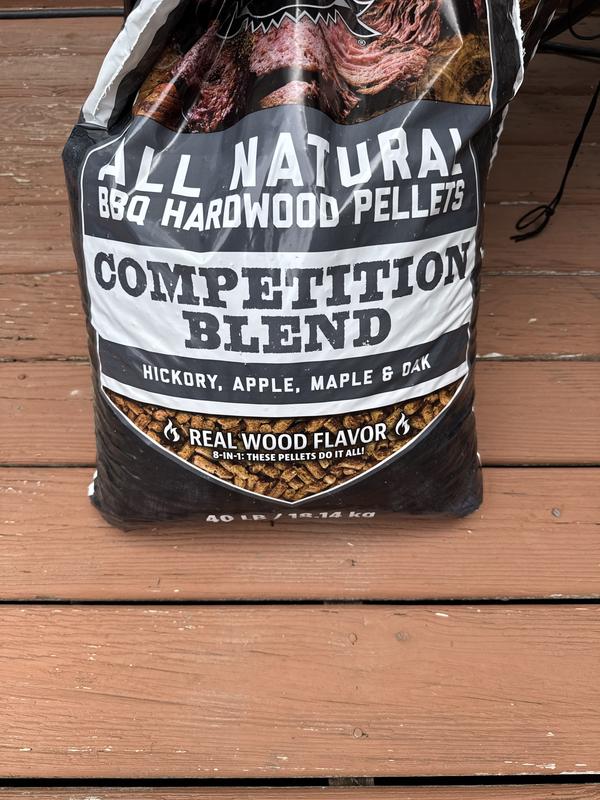 ALL NATURAL
BBQ HARDWOOD PELLETS
COMPETITION
BLEND
HICKORY, APPLE, MAPLE & OAK
REAL WOOD FLAVOR
8-IN-1: THESE PELLETS DO IT ALL!
40 LB / 18.14 kg